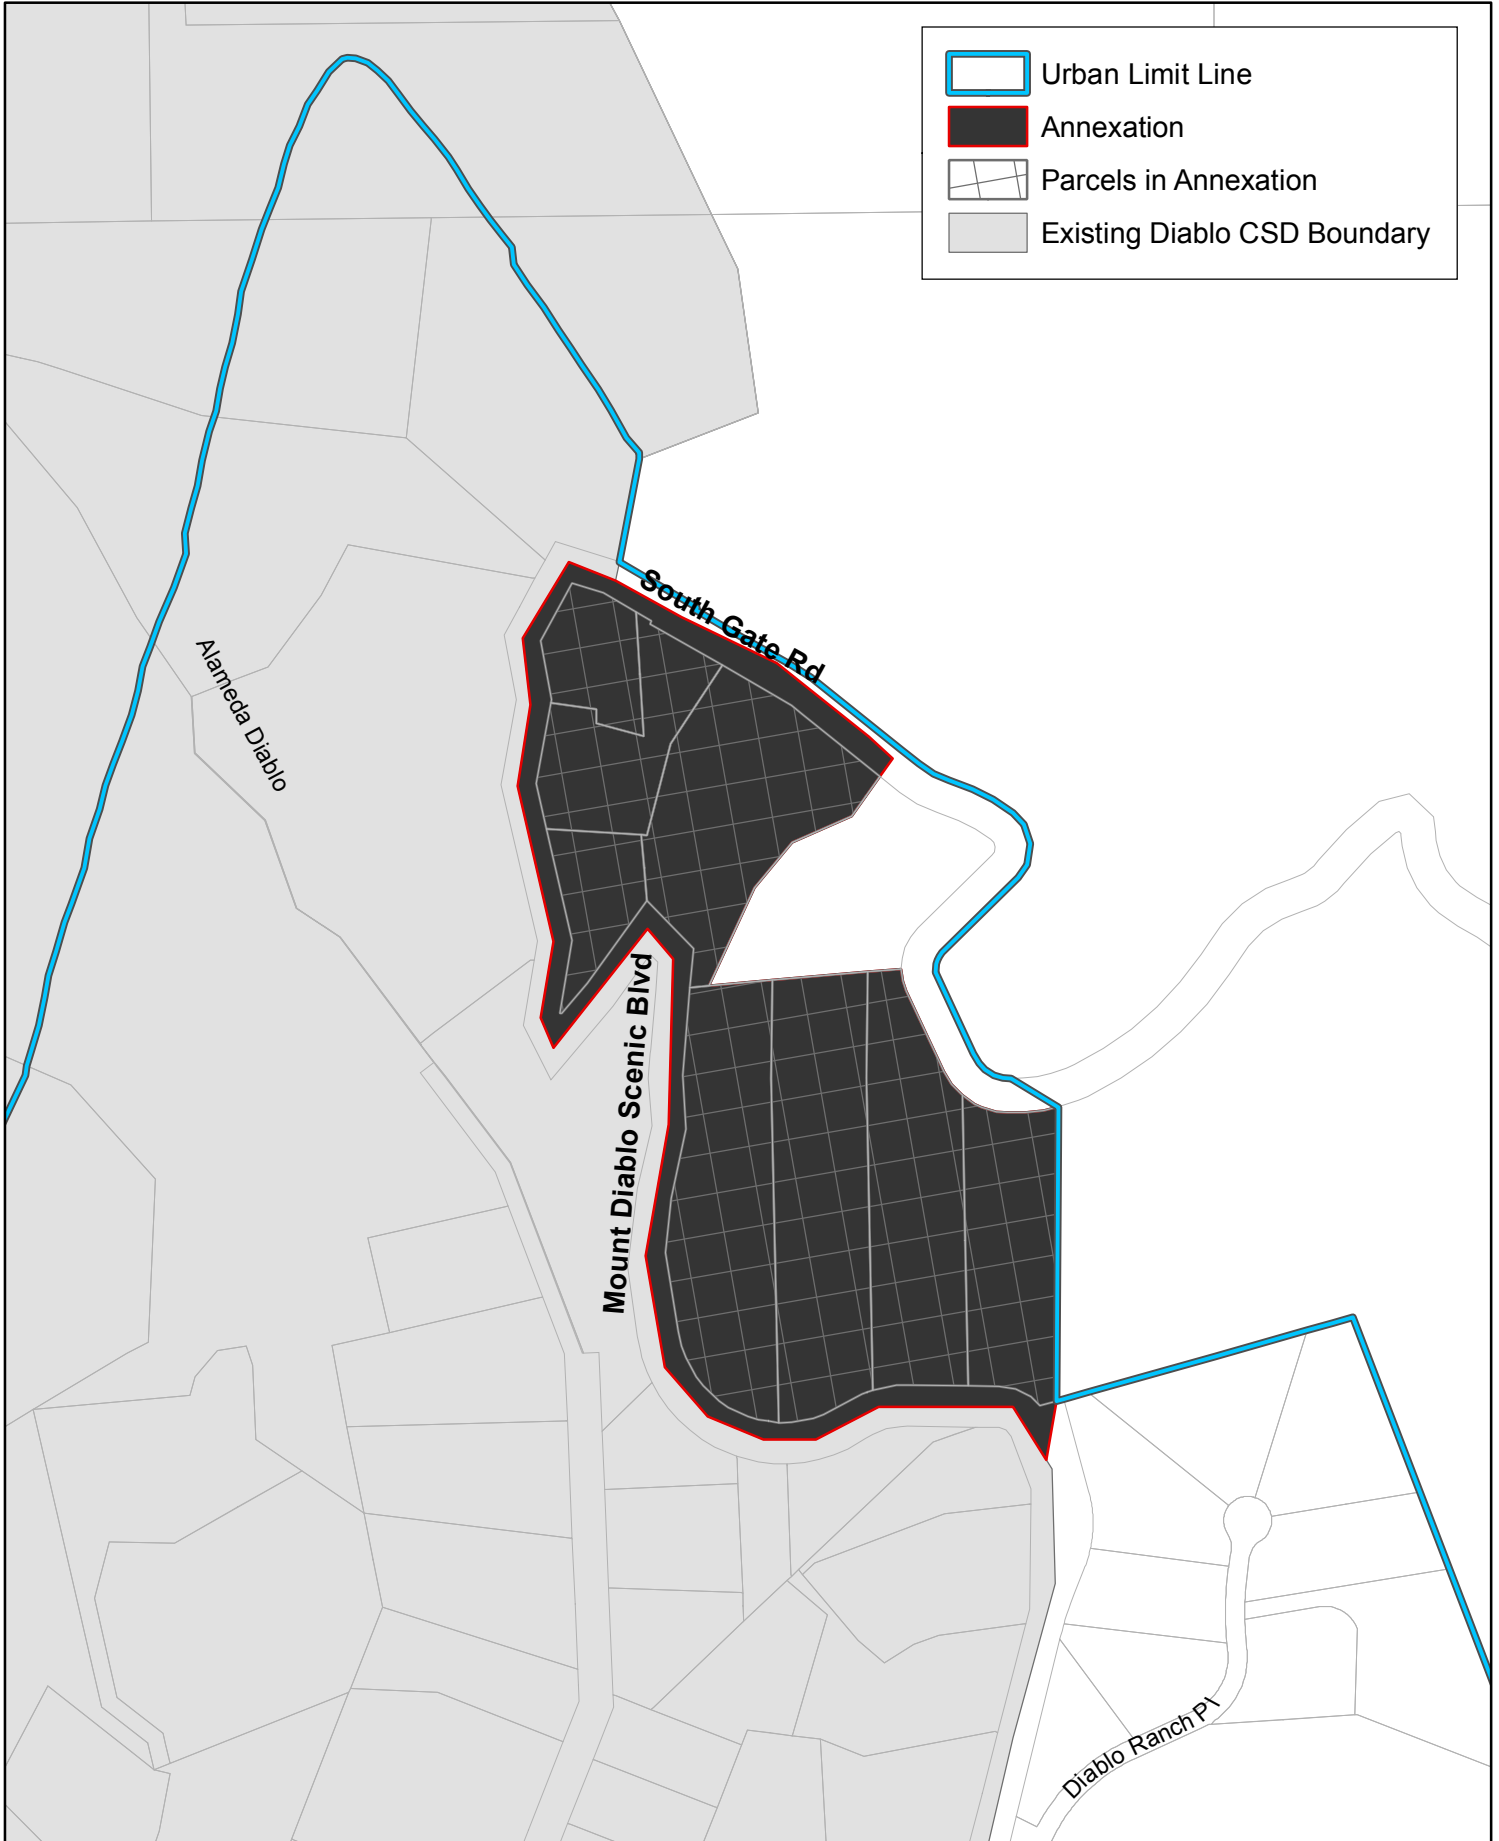 Urban Limit Line
Annexation
Parcels in Annexation
Existing Diablo CSD Boundary
South Gate Rd
Alameda Diablo
Mount Diablo Scenic Blvd
Diablo Ranch Pl